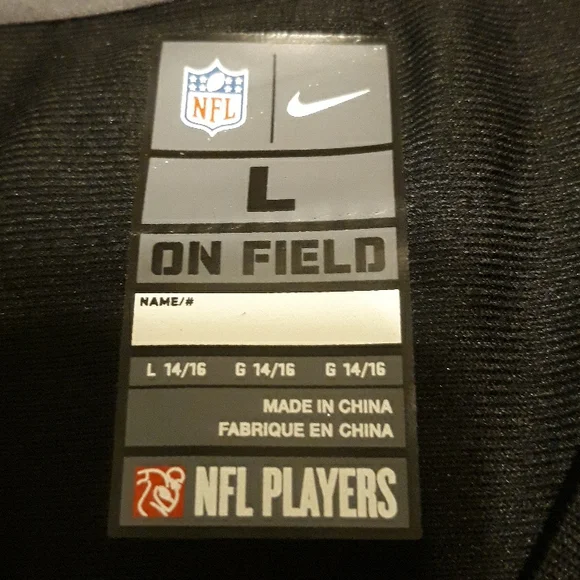 NFL
L
ON FIELD
NAME/#
L 14/16 G 14/16 G 14/16
MADE IN CHINA
FABRIQUE EN CHINA
NFL PLAYERS